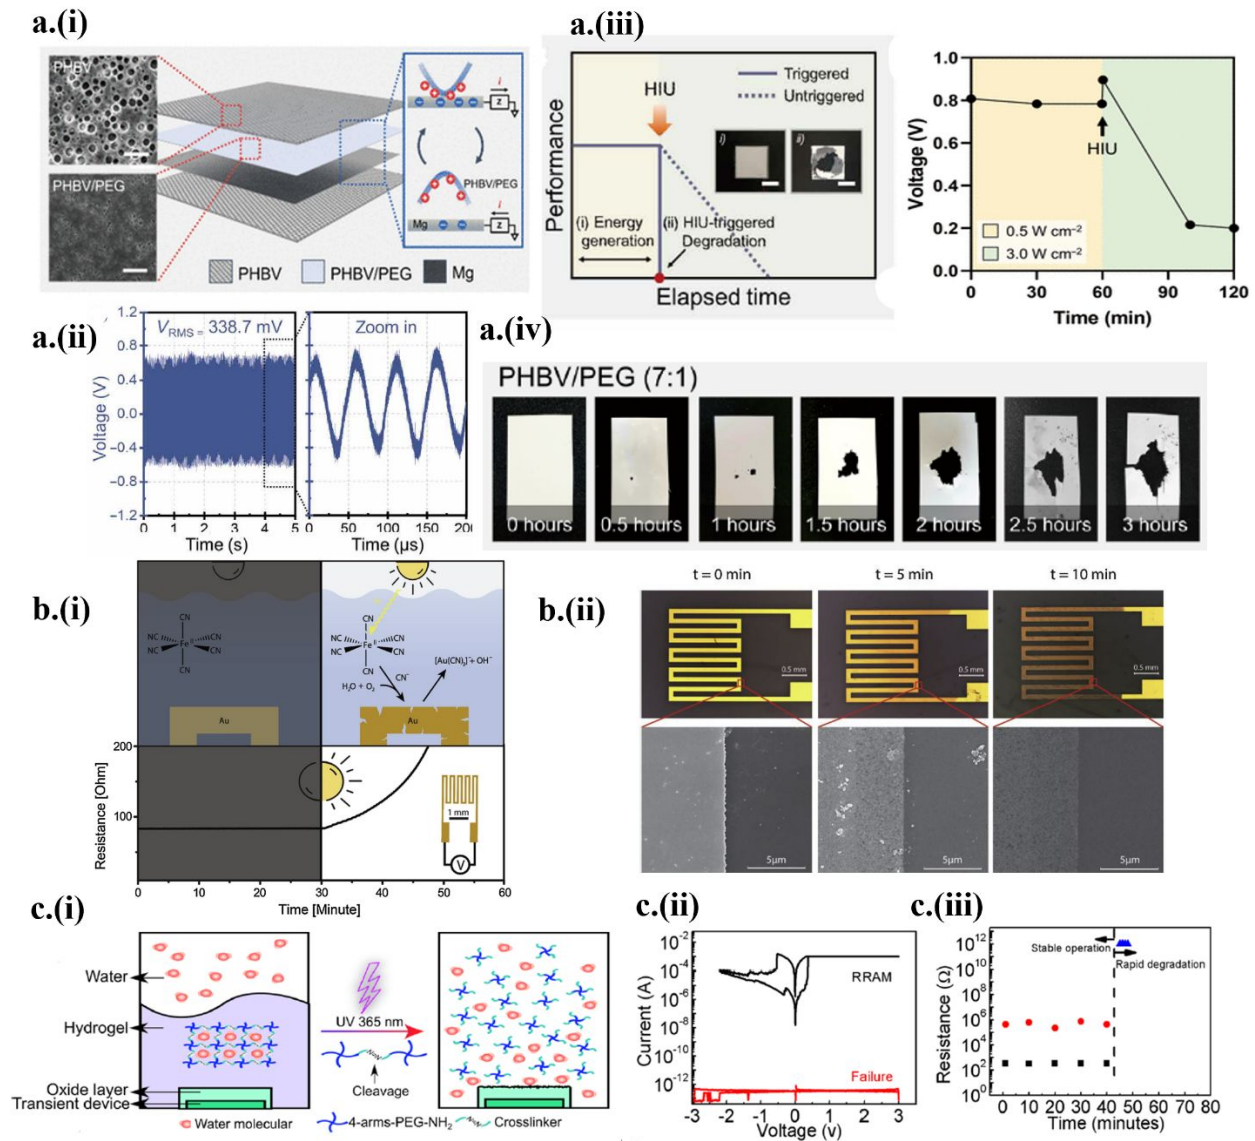 a.(i)
PHBV
PHBV/PEG
i
Z
PHBV/PEG
Mg
i
Z
PHBV
PHBV/PEG
Mg
a.(iii)
Performance
HIU
Triggered
Untriggered
i)
ii)
(i) Energy
generation
(ii) HIU-triggered
Degradation
Elapsed time
Voltage (V)
1.0
0.8
0.6
0.4
0.2
0.0
HIU
0.5 W cm⁻²
3.0 W cm⁻²
0 30 60 90 120
Time (min)
a.(ii)
Voltage (V)
1.2
0.8
0.4
0.0
−0.4
−0.8
−1.2
VRMS = 338.7 mV
Zoom in
0 1 2 3 4 5
Time (s)
50 100 150 200
Time (µs)
a.(iv)
PHBV/PEG (7:1)
0 hours
0.5 hours
1 hours
1.5 hours
2 hours
2.5 hours
3 hours
b.(i)
CN
NC CN
Fe II
NC CN
CN
Au
CN
NC CN
Fe II
NC CN
CN
[Au(CN)₂]⁻ + OH⁻
CN⁻
H₂O + O₂
Au
Resistance [Ohm]
200
100
0 10 20 30 40 50 60
Time [Minute]
1 mm
V
b.(ii)
t = 0 min
t = 5 min
t = 10 min
0.5 mm
0.5 mm
0.5 mm
5µm
5µm
5µm
c.(i)
Water
Hydrogel
Oxide layer
Transient device
UV 365 nm
Cleavage
Water molecular
4-arms-PEG-NH₂
Crosslinker
c.(ii)
Current (A)
10⁻²
10⁻⁴
10⁻⁶
10⁻⁸
10⁻¹⁰
10⁻¹²
RRAM
Failure
−3 −2 −1 0 1 2 3
Voltage (v)
c.(iii)
Resistance (Ω)
10¹²
10¹⁰
10⁸
10⁶
10⁴
10²
10⁰
Stable operation
Rapid degradation
0 10 20 30 40 50 60 70 80
Time (minutes)